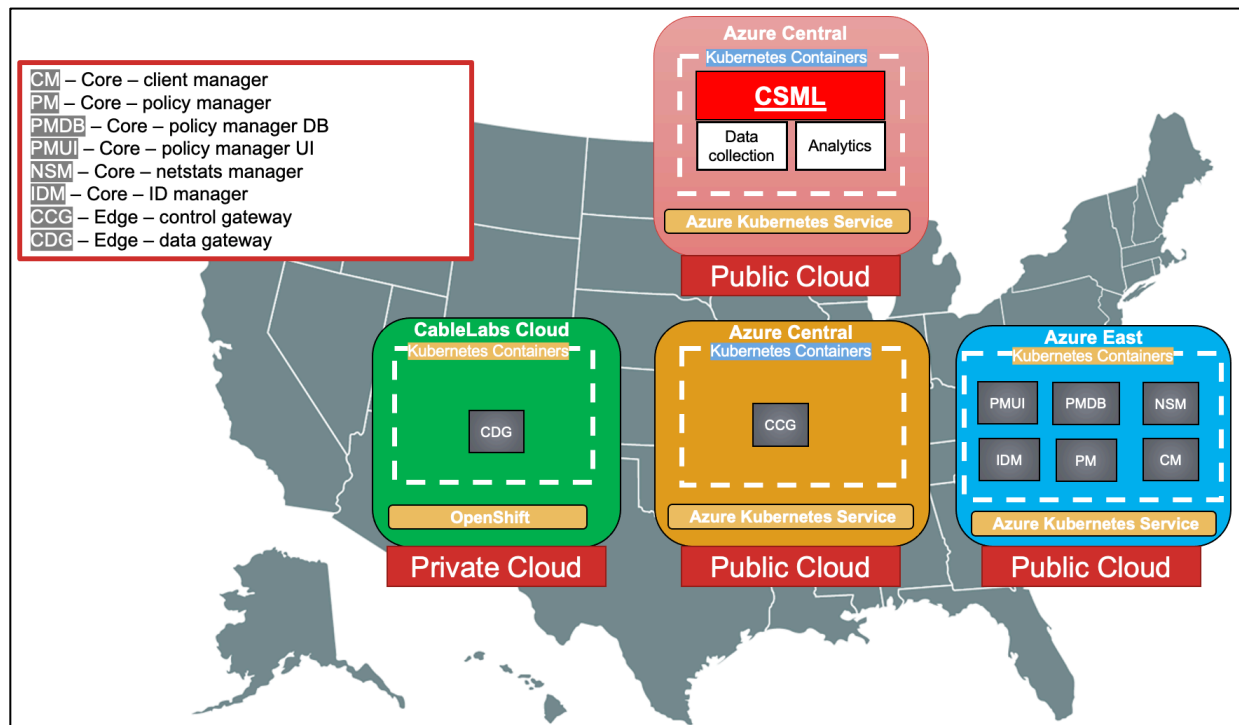 CM – Core – client manager
PM – Core – policy manager
PMDB – Core – policy manager DB
PMUI – Core – policy manager UI
NSM – Core – netstats manager
IDM – Core – ID manager
CCG – Edge – control gateway
CDG – Edge – data gateway
Azure Central
Kubernetes Containers
CSML
Data
collection
Analytics
Azure Kubernetes Service
Public Cloud
CableLabs Cloud
Kubernetes Containers
CDG
OpenShift
Private Cloud
Azure Central
Kubernetes Containers
CCG
Azure Kubernetes Service
Public Cloud
Azure East
Kubernetes Containers
PMUI PMDB NSM
IDM PM CM
Azure Kubernetes Service
Public Cloud